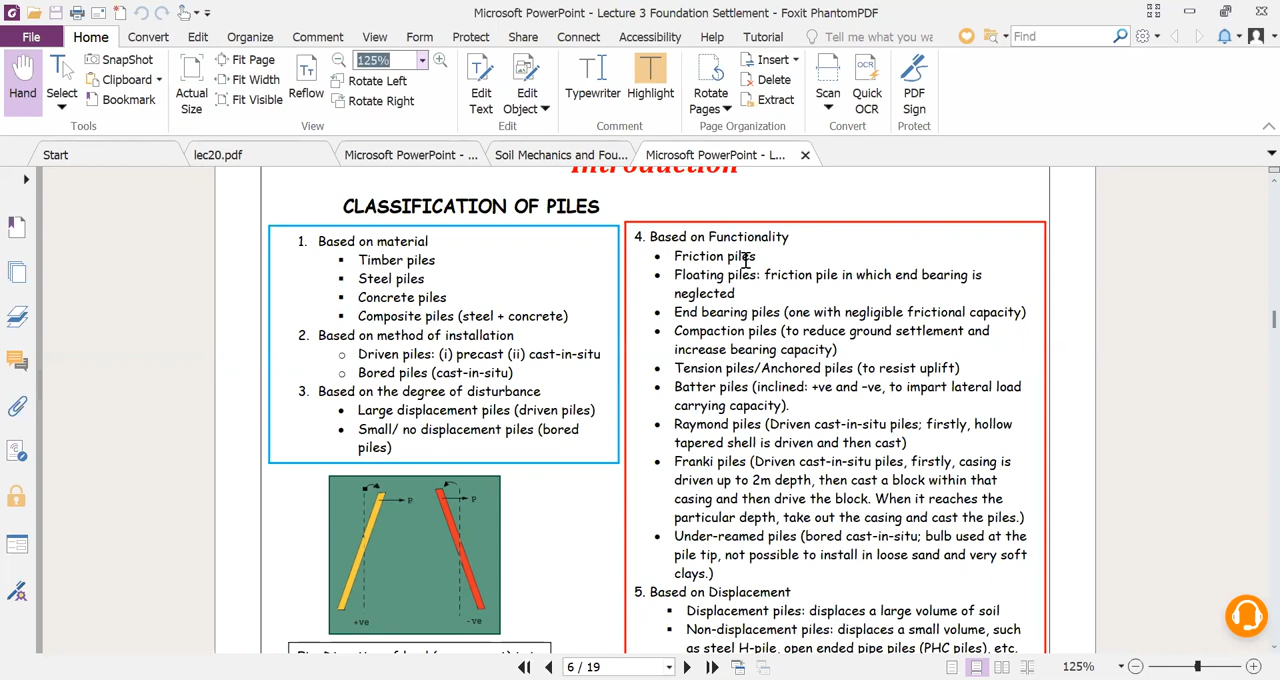 Microsoft PowerPoint - Lecture 3 Foundation Settlement - Foxit PhantomPDF
File Home Convert Edit Organize Comment View Form Protect Share Connect Accessibility Help Tutorial Tell me what you wa Find
Hand
Select
SnapShot
Clipboard
Bookmark
Tools
Actual Size
Fit Page
Fit Width
Fit Visible
Reflow
125%
Rotate Left
Rotate Right
View
Edit Text
Edit Object
Edit
Typewriter
Highlight
Comment
Rotate Pages
Insert
Delete
Extract
Page Organization
Scan
Quick OCR
Convert
PDF Sign
Protect
Start lec20.pdf Microsoft PowerPoint - ... Soil Mechanics and Fou... Microsoft PowerPoint - L...
Introduction
CLASSIFICATION OF PILES
1. Based on material
Timber piles
Steel piles
Concrete piles
Composite piles (steel + concrete)
2. Based on method of installation
Driven piles: (i) precast (ii) cast-in-situ
Bored piles (cast-in-situ)
3. Based on the degree of disturbance
Large displacement piles (driven piles)
Small/ no displacement piles (bored
piles)
P P
+ve -ve
4. Based on Functionality
Friction piles
Floating piles: friction pile in which end bearing is
neglected
End bearing piles (one with negligible frictional capacity)
Compaction piles (to reduce ground settlement and
increase bearing capacity)
Tension piles/Anchored piles (to resist uplift)
Batter piles (inclined: +ve and –ve, to impart lateral load
carrying capacity).
Raymond piles (Driven cast-in-situ piles; firstly, hollow
tapered shell is driven and then cast)
Franki piles (Driven cast-in-situ piles, firstly, casing is
driven up to 2m depth, then cast a block within that
casing and then drive the block. When it reaches the
particular depth, take out the casing and cast the piles.)
Under-reamed piles (bored cast-in-situ; bulb used at the
pile tip, not possible to install in loose sand and very soft
clays.)
5. Based on Displacement
Displacement piles: displaces a large volume of soil
Non-displacement piles: displaces a small volume, such
as steel H-pile, open ended pipe piles (PHC piles), etc.
6 / 19
125%